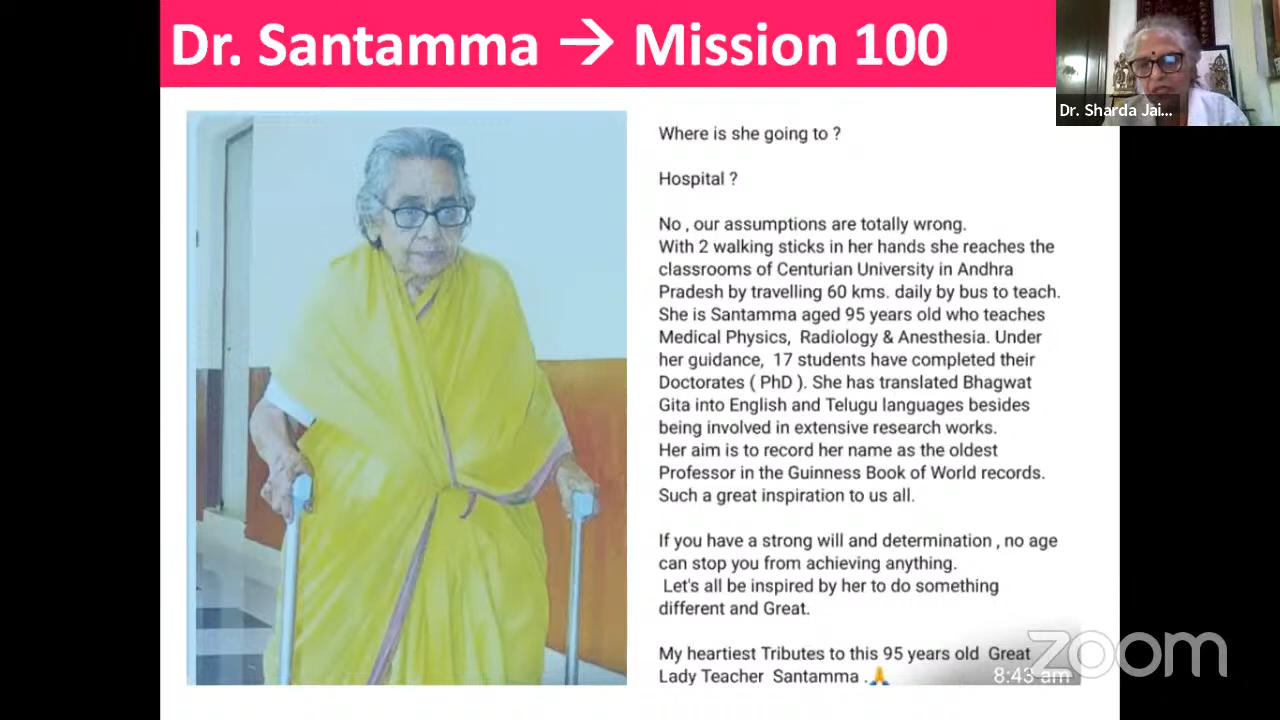 Dr. Santamma → Mission 100
Dr. Sharda Jai...
Where is she going to ?
Hospital ?
No , our assumptions are totally wrong.
With 2 walking sticks in her hands she reaches the
classrooms of Centurian University in Andhra
Pradesh by travelling 60 kms. daily by bus to teach.
She is Santamma aged 95 years old who teaches
Medical Physics, Radiology & Anesthesia. Under
her guidance, 17 students have completed their
Doctorates ( PhD ). She has translated Bhagwat
Gita into English and Telugu languages besides
being involved in extensive research works.
Her aim is to record her name as the oldest
Professor in the Guinness Book of World records.
Such a great inspiration to us all.
If you have a strong will and determination , no age
can stop you from achieving anything.
Let's all be inspired by her to do something
different and Great.
My heartiest Tributes to this 95 years old Great
Lady Teacher Santamma .🙏
8:43 am
zoom